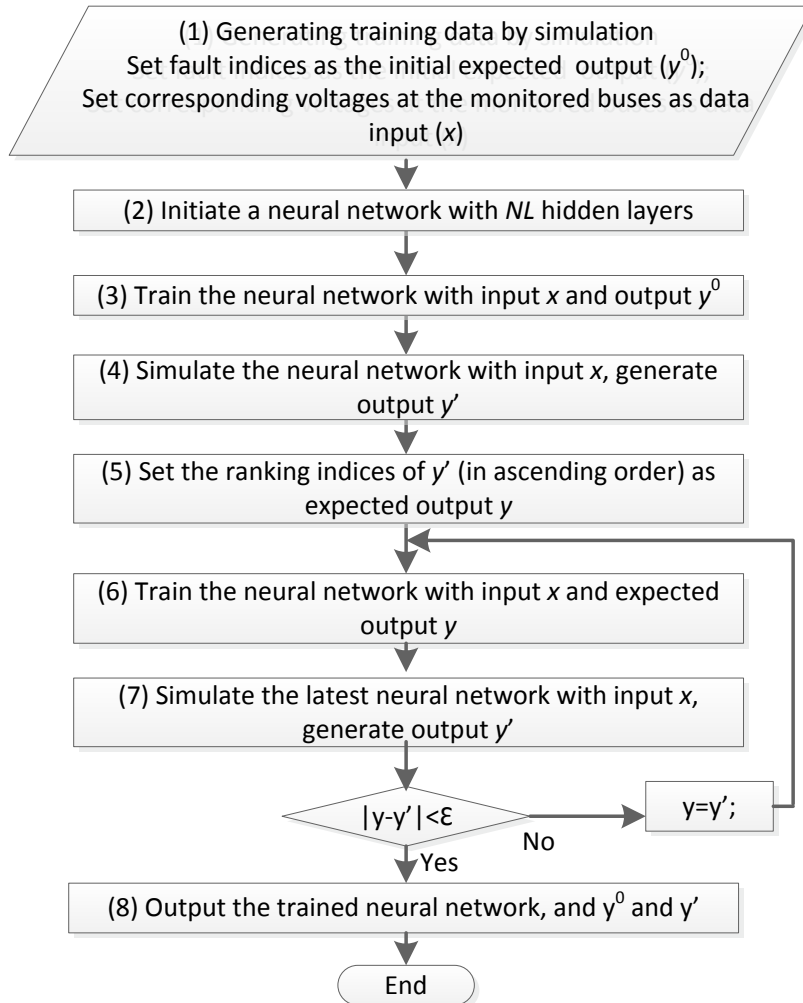 (1) Generating training data by simulation
Set fault indices as the initial expected output (y⁰);
Set corresponding voltages at the monitored buses as data
input (x)
(2) Initiate a neural network with NL hidden layers
(3) Train the neural network with input x and output y⁰
(4) Simulate the neural network with input x, generate
output y’
(5) Set the ranking indices of y’ (in ascending order) as
expected output y
(6) Train the neural network with input x and expected
output y
(7) Simulate the latest neural network with input x,
generate output y’
|y-y’|<Ɛ
No
y=y’;
Yes
(8) Output the trained neural network, and y⁰ and y’
End